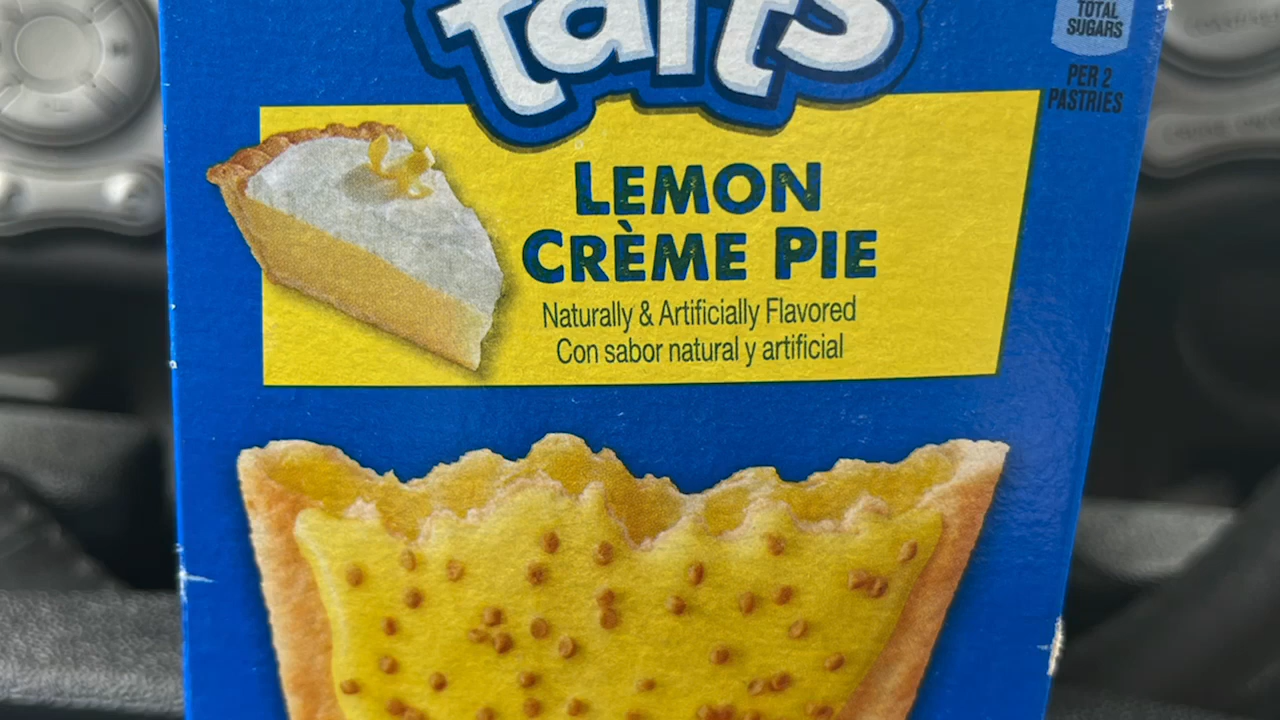 tarts
TOTAL
SUGARS
PER 2
PASTRIES
LEMON
CRÈME PIE
Naturally & Artificially Flavored
Con sabor natural y artificial